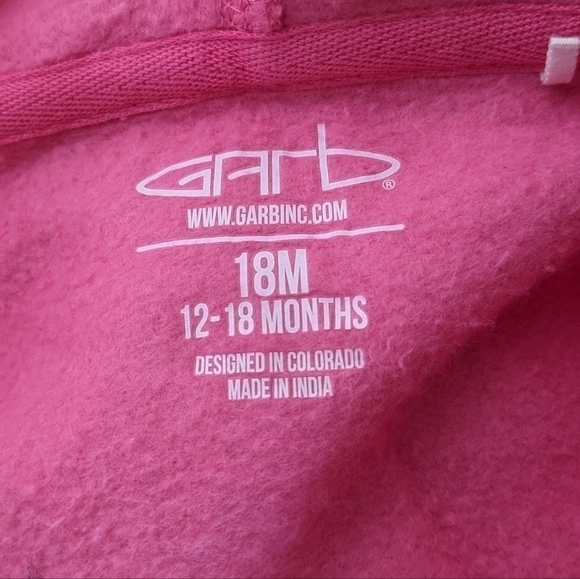 GArb®
WWW.GARBINC.COM
18M
12-18 MONTHS
DESIGNED IN COLORADO
MADE IN INDIA